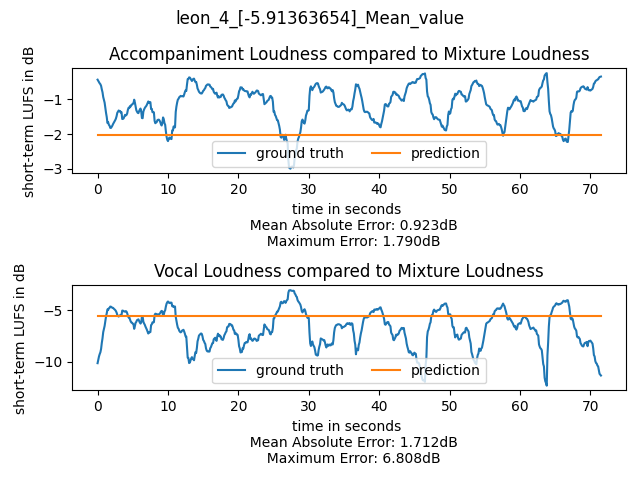 leon_4_[-5.91363654]_Mean_value
Accompaniment Loudness compared to Mixture Loudness
short-term LUFS in dB
−1
−2
−3
ground truth
prediction
0 10 20 30 40 50 60 70
time in seconds
Mean Absolute Error: 0.923dB
Maximum Error: 1.790dB
Vocal Loudness compared to Mixture Loudness
short-term LUFS in dB
−5
−10
ground truth
prediction
0 10 20 30 40 50 60 70
time in seconds
Mean Absolute Error: 1.712dB
Maximum Error: 6.808dB